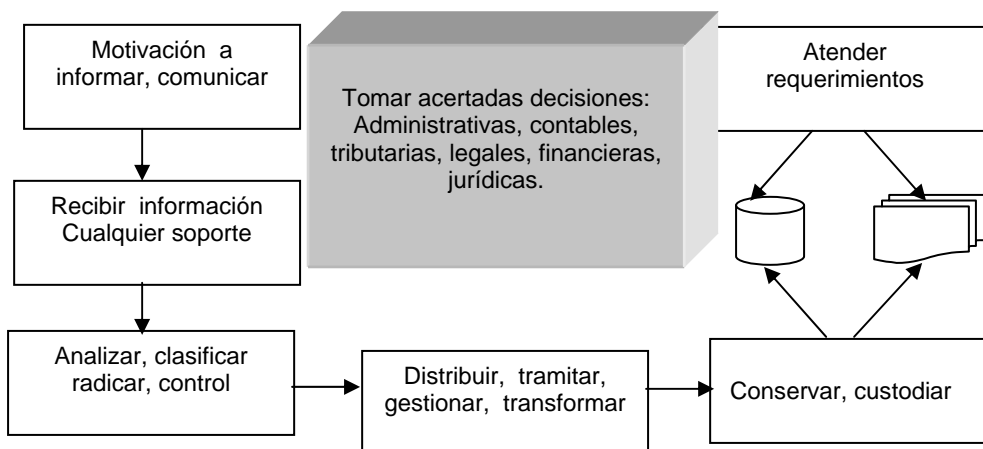 Motivación a
informar, comunicar
Recibir información
Cualquier soporte
Analizar, clasificar
radicar, control
Distribuir, tramitar,
gestionar, transformar
Conservar, custodiar
Atender
requerimientos
Tomar acertadas decisiones:
Administrativas, contables,
tributarias, legales, financieras,
jurídicas.